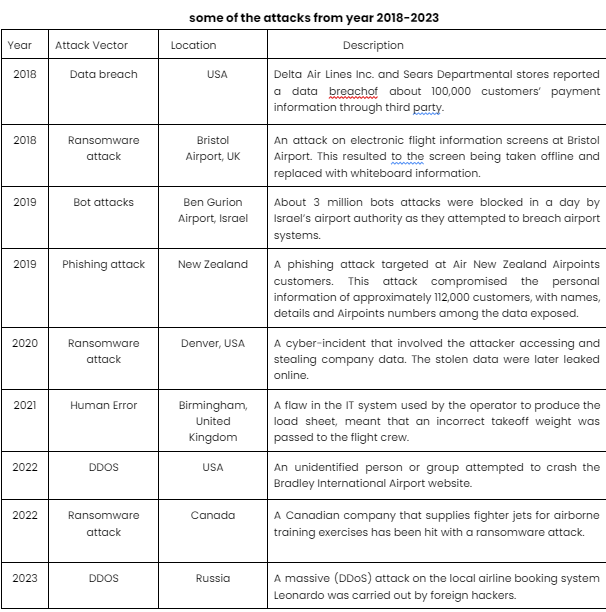 some of the attacks from year 2018-2023
Year Attack Vector Location Description
2018 Data breach USA Delta Air Lines Inc. and Sears Departmental stores reported
a data breachof about 100,000 customers' payment
information through third party.
2018 Ransomware Bristol An attack on electronic flight information screens at Bristol
attack Airport, UK Airport. This resulted to the screen being taken offline and
replaced with whiteboard information.
2019 Bot attacks Ben Gurion About 3 million bots attacks were blocked in a day by
Airport, Israel Israel's airport authority as they attempted to breach airport
systems.
2019 Phishing attack New Zealand A phishing attack targeted at Air New Zealand Airpoints
customers. This attack compromised the personal
information of approximately 112,000 customers, with names,
details and Airpoints numbers among the data exposed.
2020 Ransomware Denver, USA A cyber-incident that involved the attacker accessing and
attack stealing company data. The stolen data were later leaked
online.
2021 Human Error Birmingham, A flaw in the IT system used by the operator to produce the
United load sheet, meant that an incorrect takeoff weight was
Kingdom passed to the flight crew.
2022 DDOS USA An unidentified person or group attempted to crash the
Bradley International Airport website.
2022 Ransomware Canada A Canadian company that supplies fighter jets for airborne
attack training exercises has been hit with a ransomware attack.
2023 DDOS Russia A massive (DDoS) attack on the local airline booking system
Leonardo was carried out by foreign hackers.